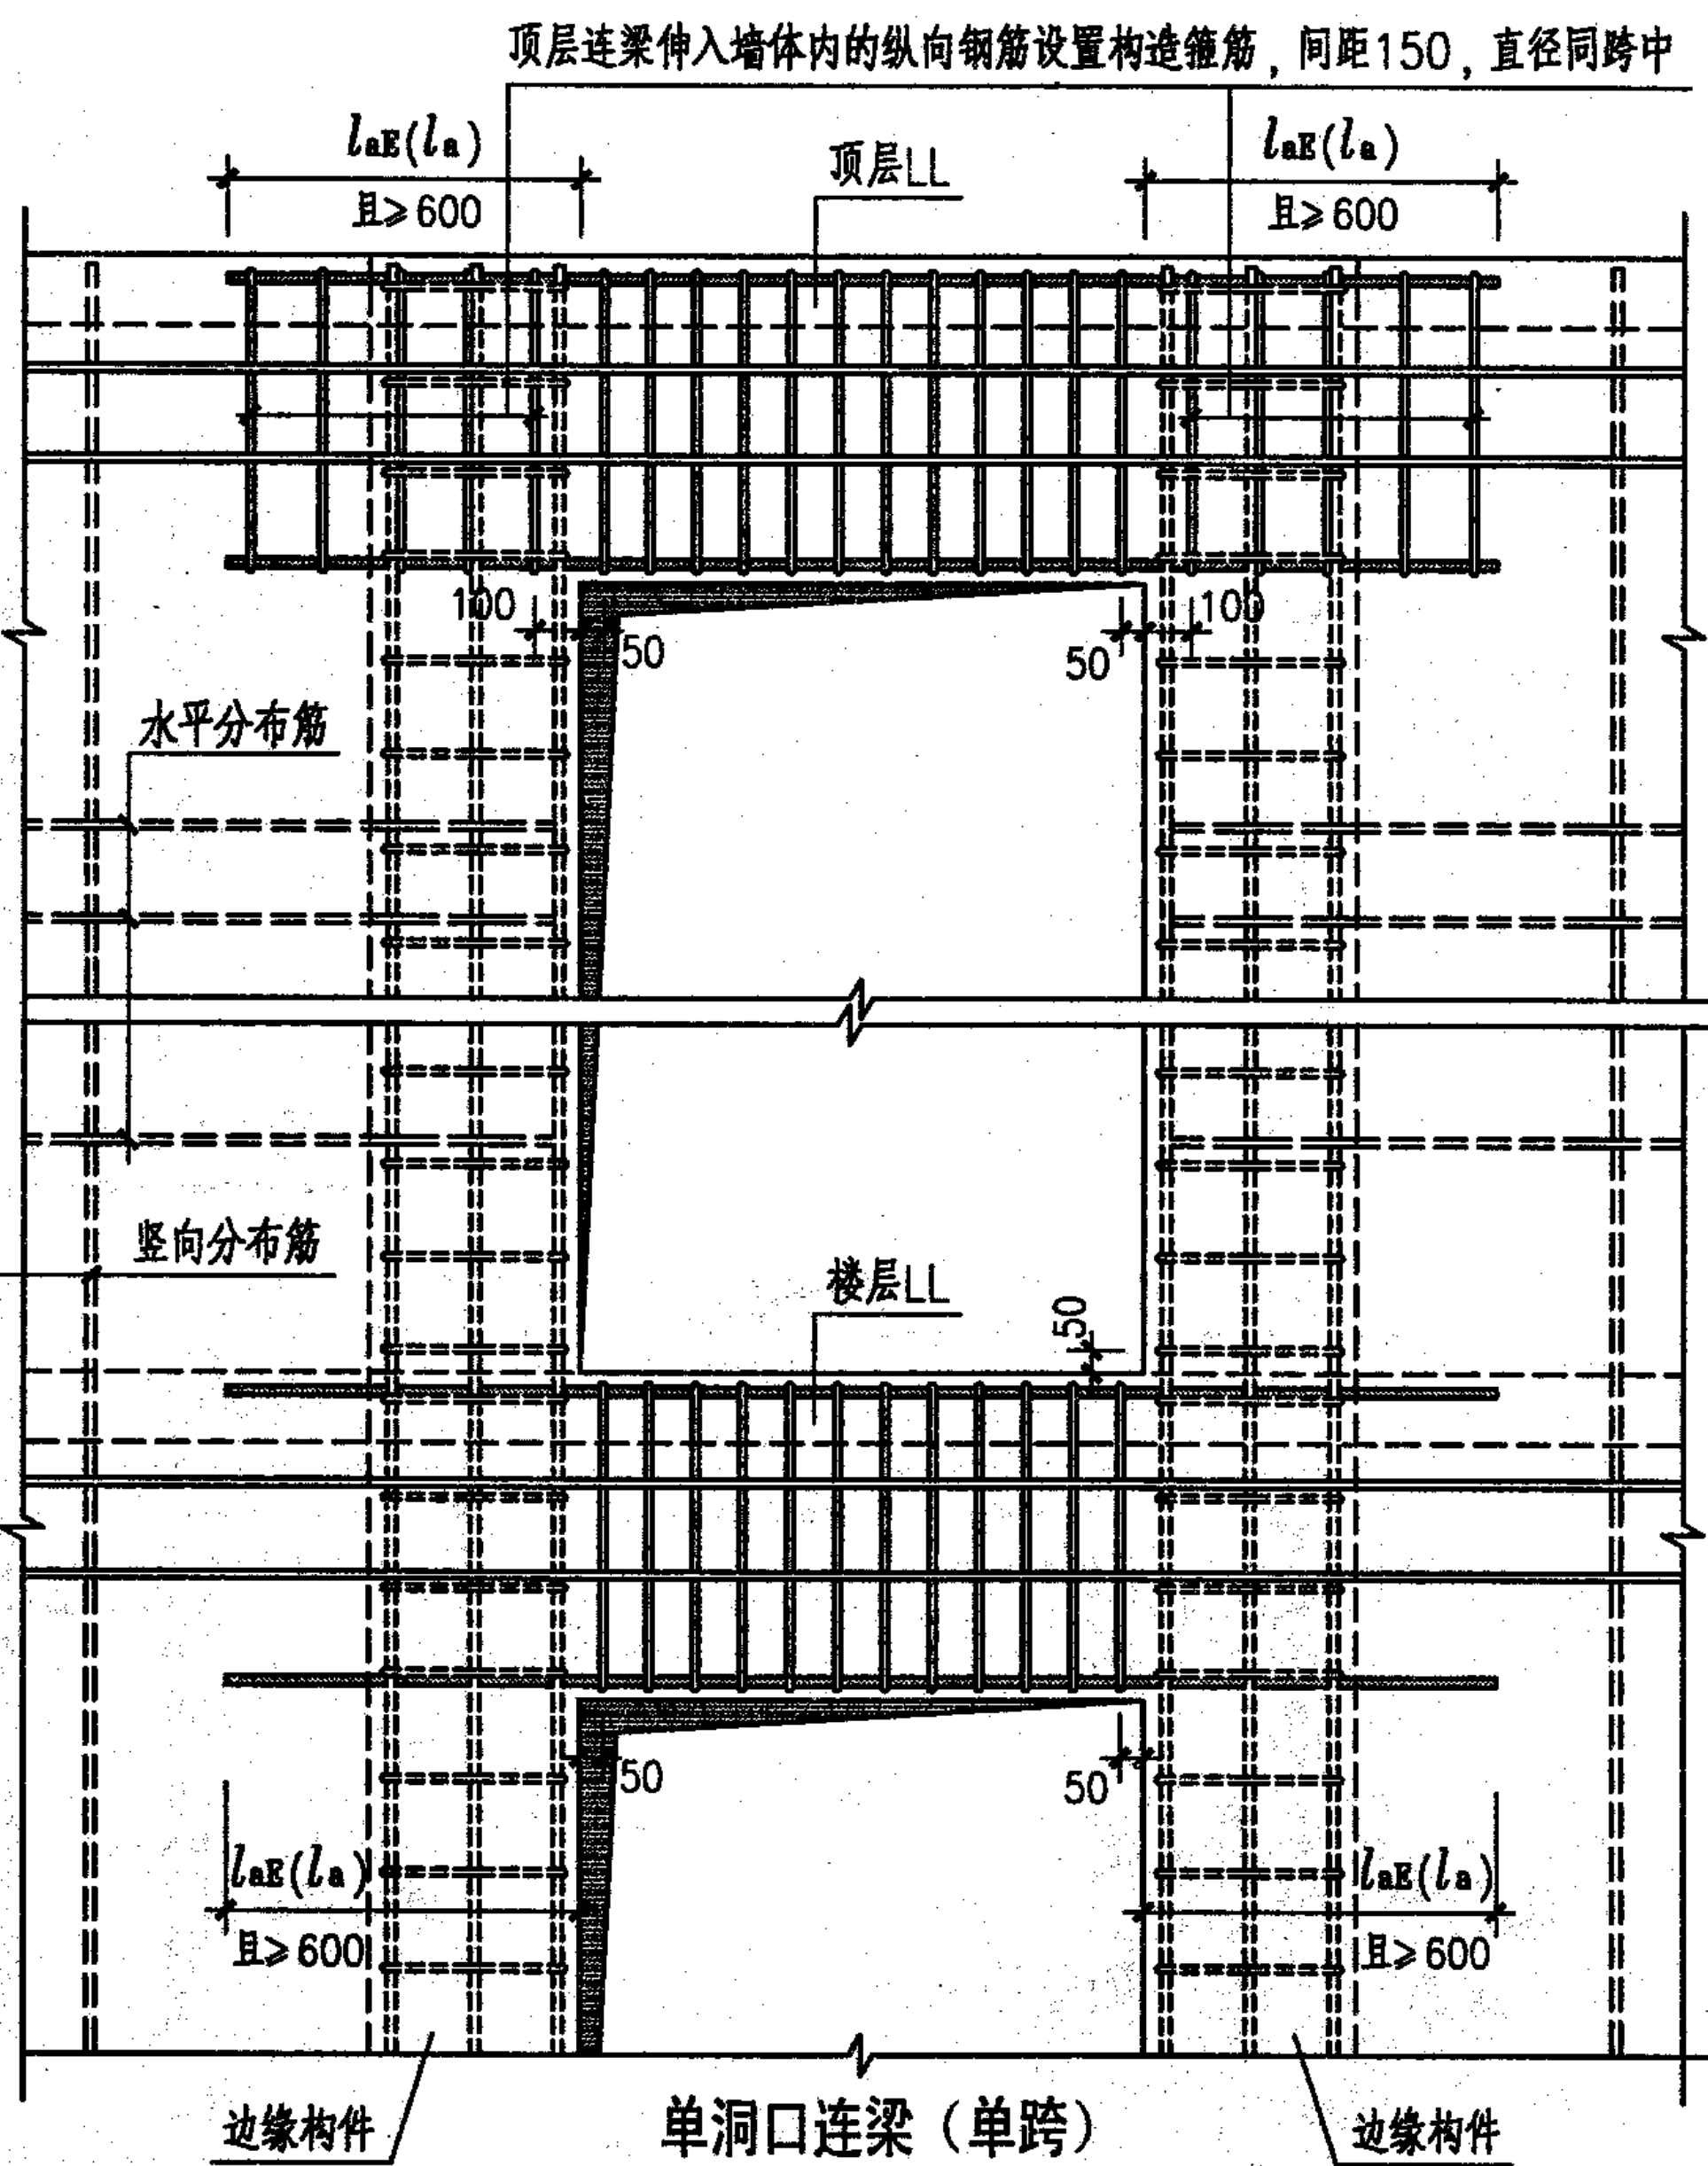 顶层连梁伸入墙体内的纵向钢筋设置构造箍筋，间距150，直径同跨中
laE(la)
且≥600
顶层LL
laE(la)
且≥600
100
50
50
100
水平分布筋
竖向分布筋
楼层LL
50
50
50
laE(la)
且≥600
laE(la)
且≥600
边缘构件
单洞口连梁（单跨）
边缘构件